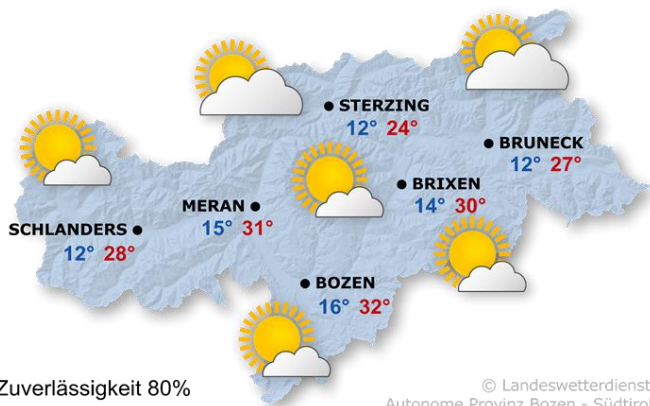 STERZING
12° 24°
BRUNECK
12° 27°
BRIXEN
14° 30°
MERAN
15° 31°
SCHLANDERS
12° 28°
BOZEN
16° 32°
Zuverlässigkeit 80%
© Landeswetterdienst
Autonome Provinz Bozen - Südtirol